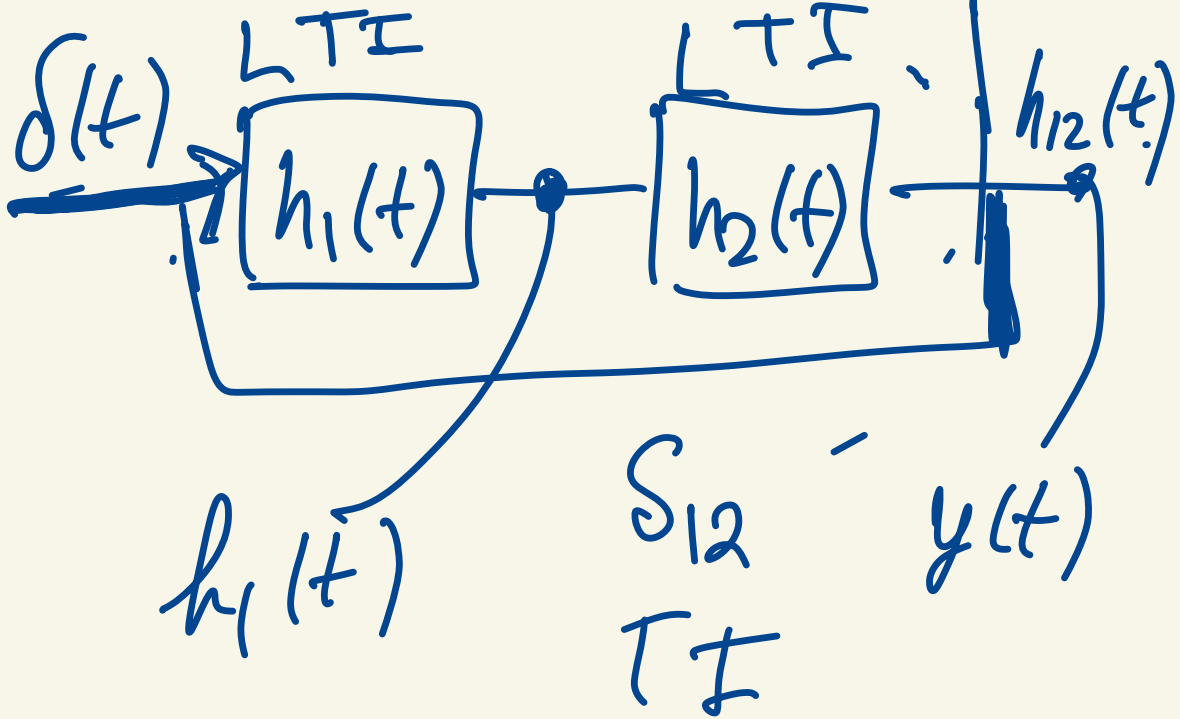 LTI LTI
δ(t) h₁(t) h₂(t) h₁₂(t)
h₁(t) S₁₂ y(t)
TI